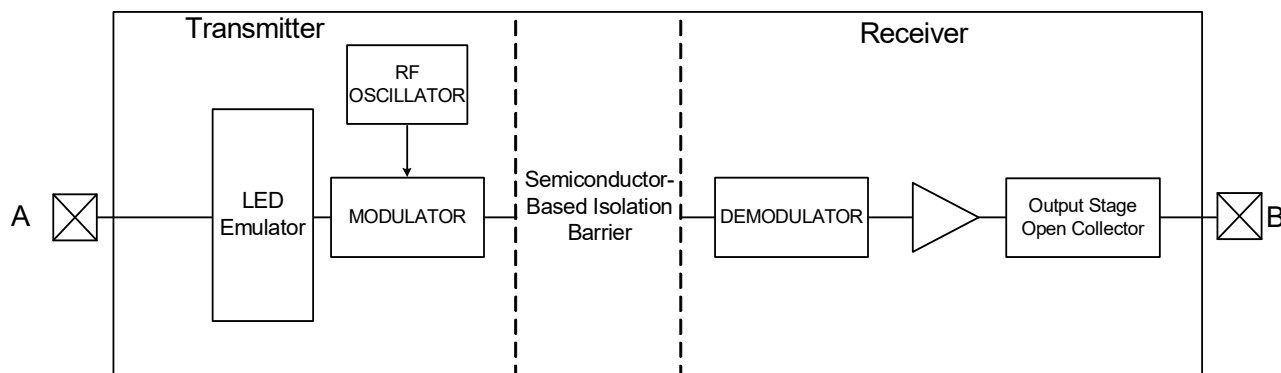 Transmitter
Receiver
RF
OSCILLATOR
A
LED
Emulator
MODULATOR
Semiconductor-
Based Isolation
Barrier
DEMODULATOR
Output Stage
Open Collector
B